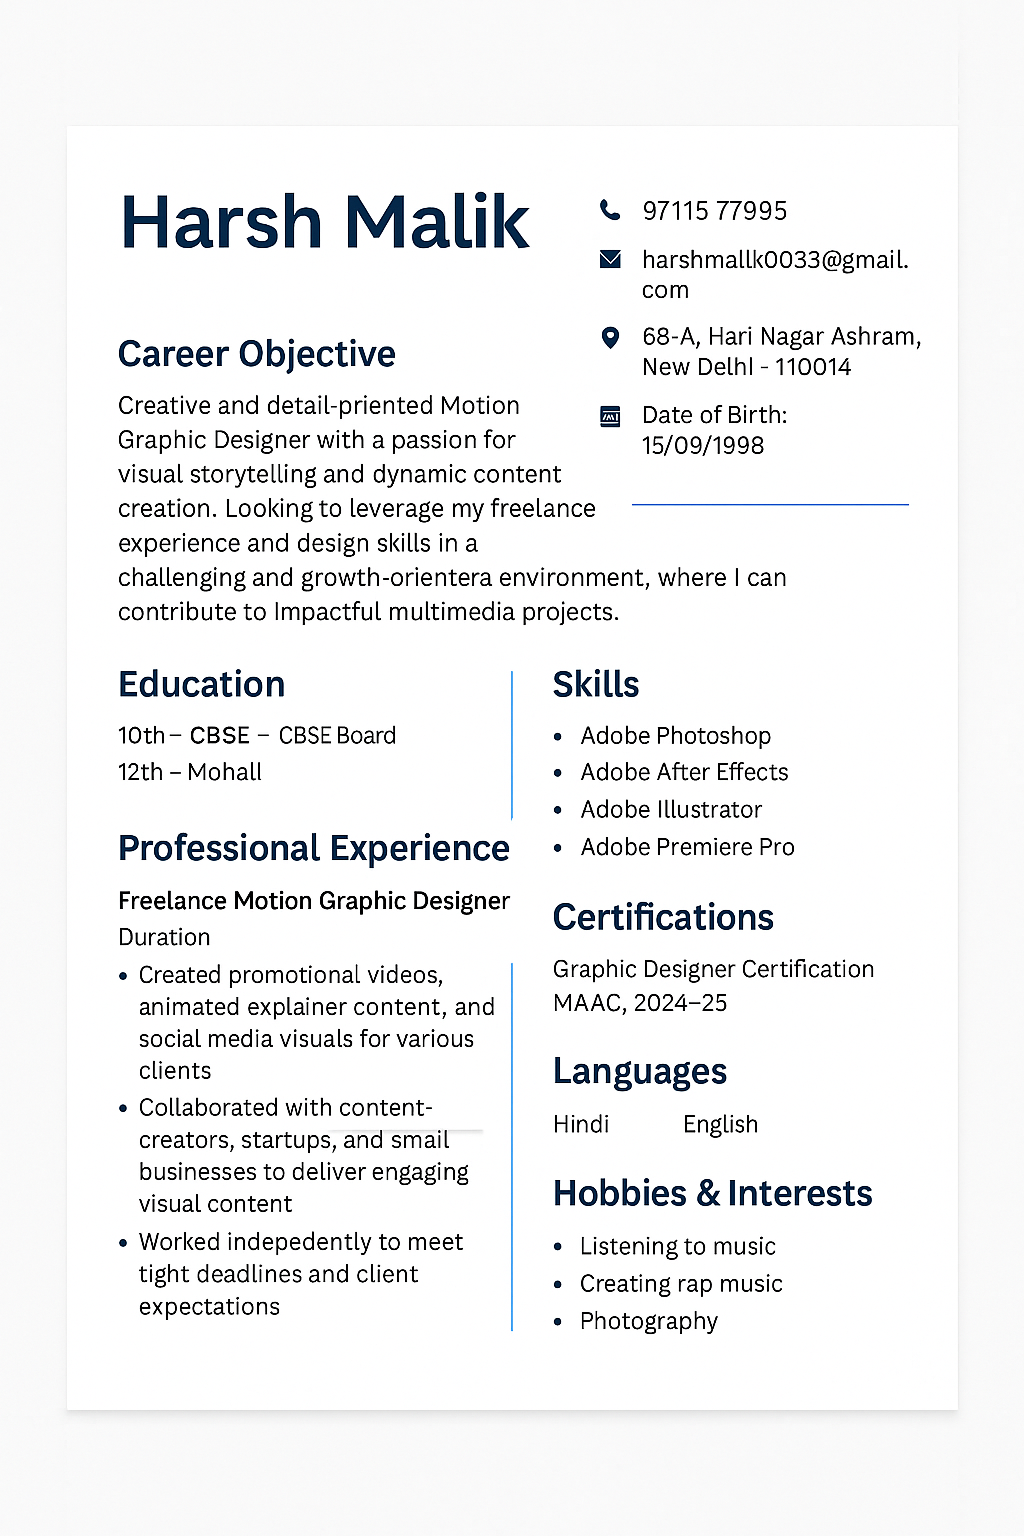 Harsh Malik
97115 77995
harshmallk0033@gmail.
com
68-A, Hari Nagar Ashram,
New Delhl - 110014
Date of Birth:
15/09/1998
Career Objective
Creative and detail-priented Motion
Graphic Designer with a passion for
visual storytelling and dynamic content
creation. Looking to leverage my freelance
experience and design skills in a
challenging and growth-orientera environment, where I can
contribute to Impactful multimedia projects.
Education
10th – CBSE – CBSE Board
12th – Mohall
Professional Experience
Freelance Motion Graphic Designer
Duration
• Created promotional videos,
animated explainer content, and
social media visuals for various
clients
• Collaborated with content-
creators, startups, and smail
businesses to deliver engaging
visual content
• Worked indepedently to meet
tight deadlines and client
expectations
Skills
• Adobe Photoshop
• Adobe After Effects
• Adobe Illustrator
• Adobe Premiere Pro
Certifications
Graphic Designer Certification
MAAC, 2024–25
Languages
Hindi English
Hobbies & Interests
• Listening to music
• Creating rap music
• Photography